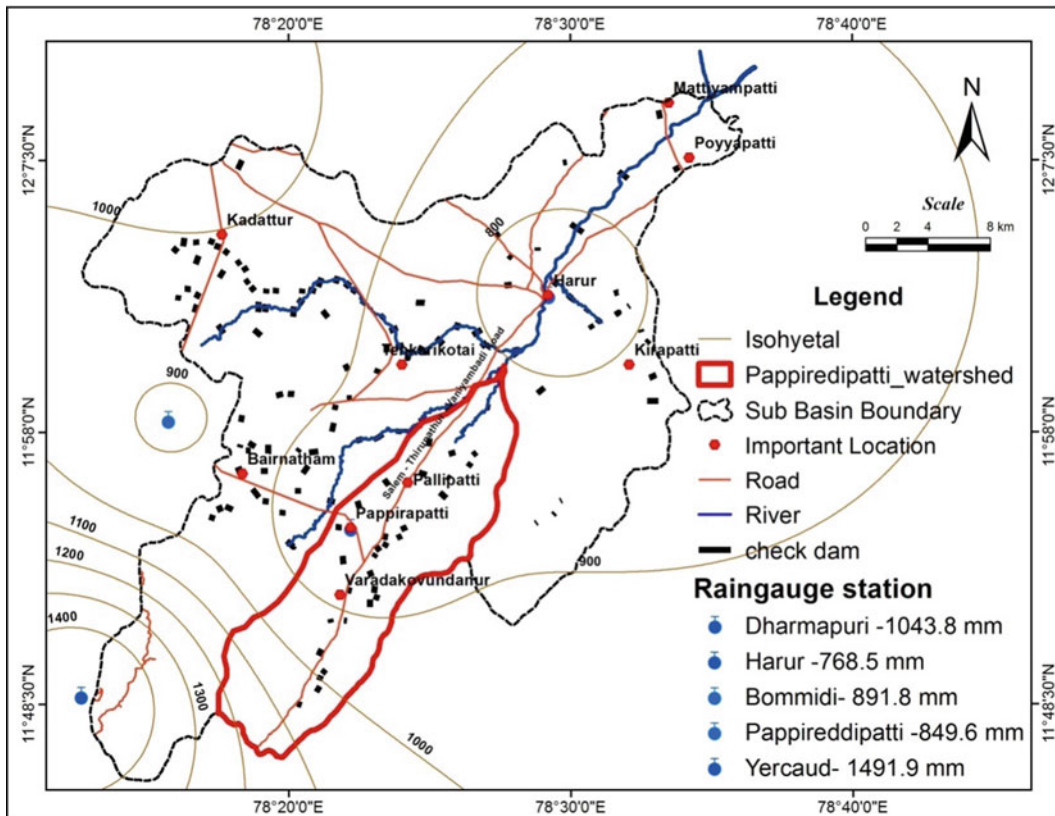 78°20'0"E
78°30'0"E
78°40'0"E
12°7'30"N
12°7'30"N
11°58'0"N
11°58'0"N
11°48'30"N
11°48'30"N
Mattiyampatti
Poyyapatti
N
1000
Kadattur
800
Scale
0 2 4 8 km
Harur
Tenkarikotai
Kirapatti
900
Salem - Thirupathur - Vaniyambadi Road
Bairnatham
Pallipatti
Pappirapatti
Varadakovundanur
900
1100
1200
1400
1300
1000
Legend
Isohyetal
Pappiredipatti_watershed
Sub Basin Boundary
Important Location
Road
River
check dam
Raingauge station
Dharmapuri -1043.8 mm
Harur -768.5 mm
Bommidi- 891.8 mm
Pappireddipatti -849.6 mm
Yercaud- 1491.9 mm
78°20'0"E
78°30'0"E
78°40'0"E